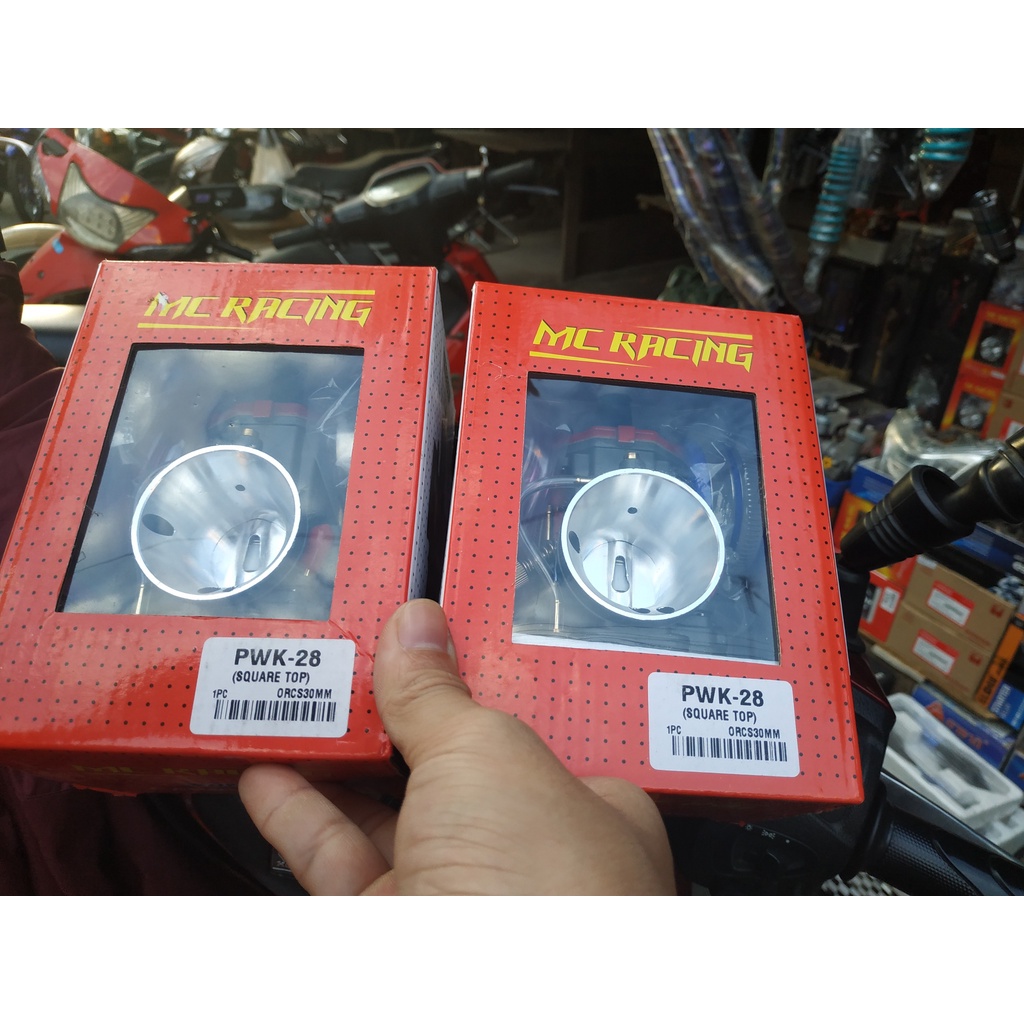 MC RACING
PWK-28
(SQUARE TOP)
1PC ORCS30MM
MC RACING
PWK-28
(SQUARE TOP)
1PC ORCS30MM